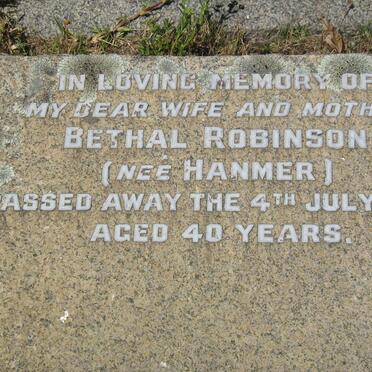 IN LOVING MEMORY OF
MY DEAR WIFE AND MOTH
BETHAL ROBINSON
(NEÉ HANMER)
ASSED AWAY THE 4TH JULY
AGED 40 YEARS.